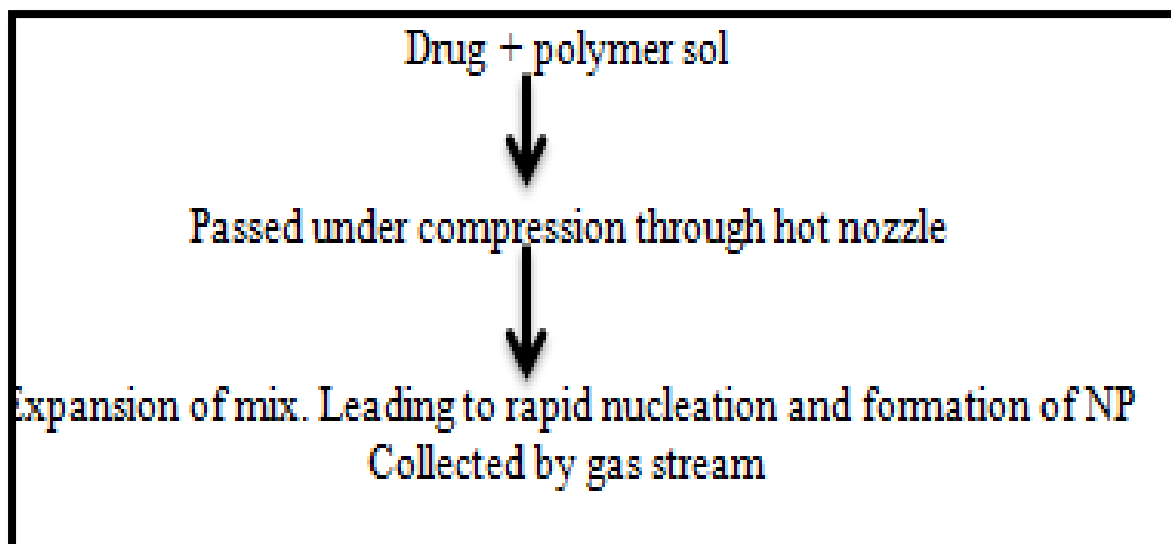 Drug + polymer sol
Passed under compression through hot nozzle
Expansion of mix. Leading to rapid nucleation and formation of NP
Collected by gas stream